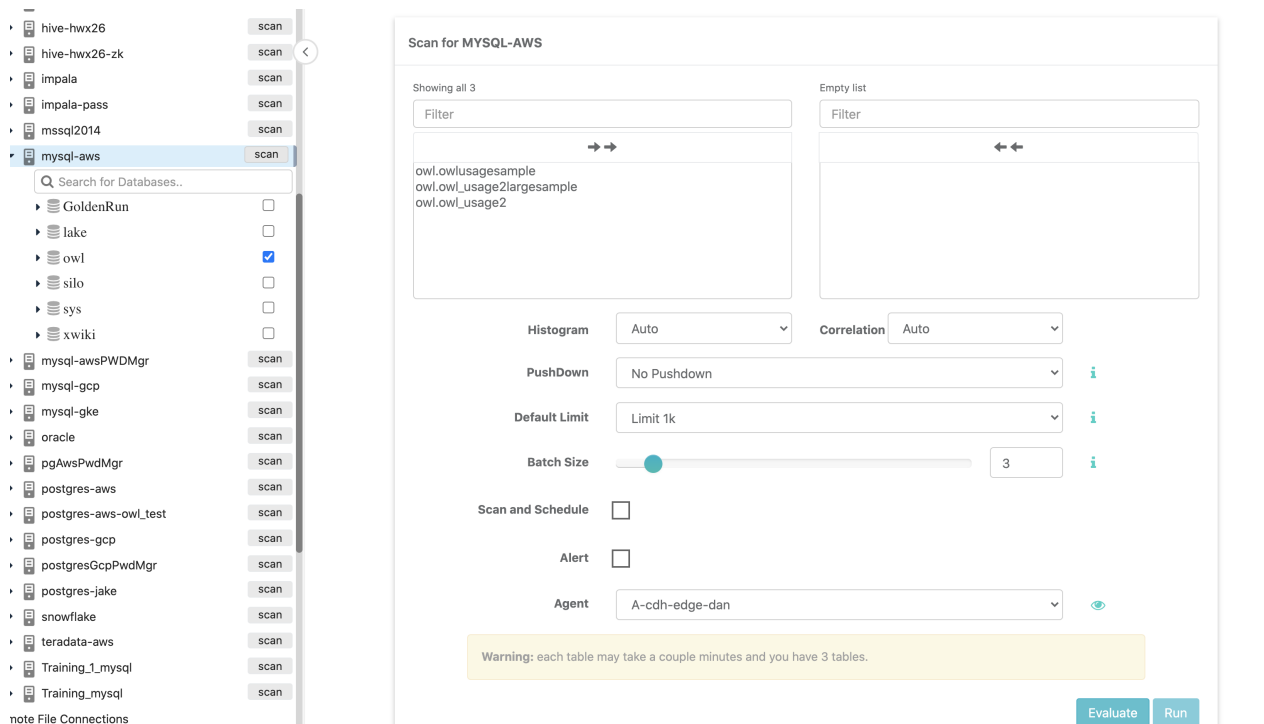 hive-hwx26 scan
hive-hwx26-zk scan
impala scan
impala-pass scan
mssql2014 scan
mysql-aws scan
Search for Databases..
GoldenRun
lake
owl
silo
sys
xwiki
mysql-awsPWDMgr scan
mysql-gcp scan
mysql-gke scan
oracle scan
pgAwsPwdMgr scan
postgres-aws scan
postgres-aws-owl_test scan
postgres-gcp scan
postgresGcpPwdMgr scan
postgres-jake scan
snowflake scan
teradata-aws scan
Training_1_mysql scan
Training_mysql scan
mote File Connections
Scan for MYSQL-AWS
Showing all 3
Filter
owl.owlusagesample
owl.owl_usage2largesample
owl.owl_usage2
Empty list
Filter
Histogram Auto Correlation Auto
PushDown No Pushdown
Default Limit Limit 1k
Batch Size 3
Scan and Schedule
Alert
Agent A-cdh-edge-dan
Warning: each table may take a couple minutes and you have 3 tables.
Evaluate Run